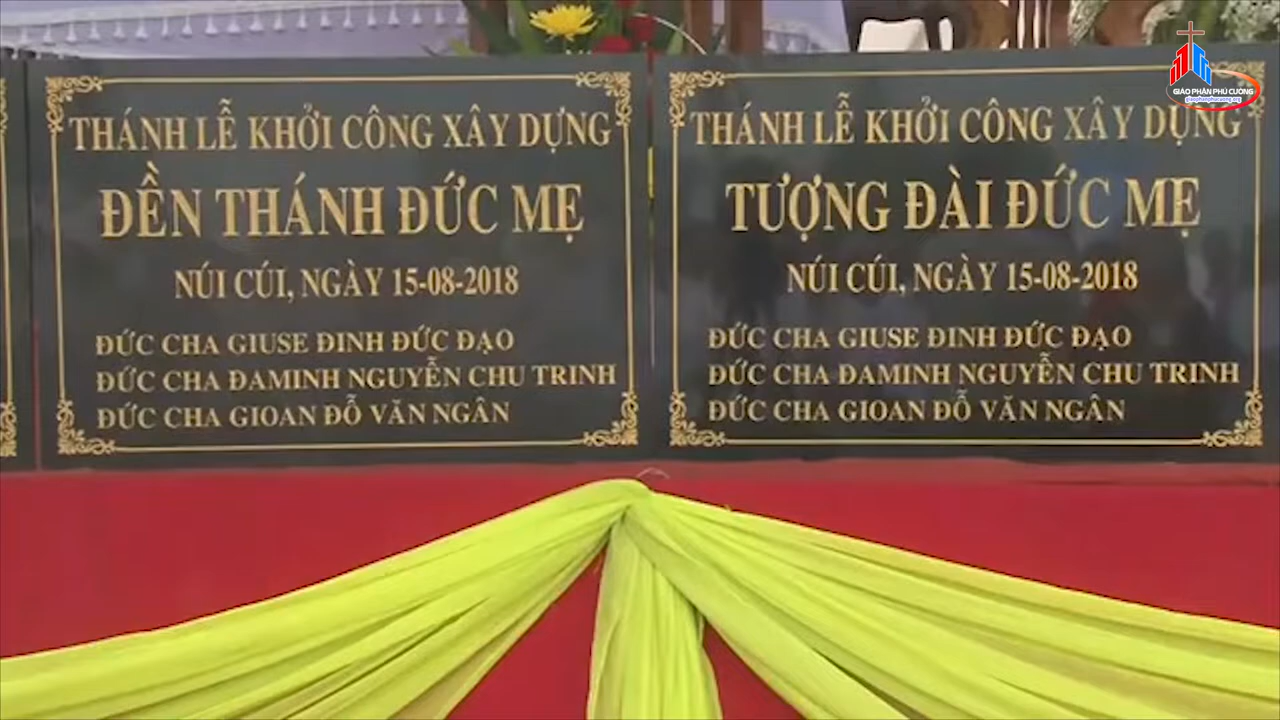 THÁNH LỄ KHỞI CÔNG XÂY DỰNG
ĐỀN THÁNH ĐỨC MẸ
NÚI CÚI, NGÀY 15-08-2018
ĐỨC CHA GIUSE ĐINH ĐỨC ĐẠO
ĐỨC CHA ĐAMINH NGUYỄN CHU TRINH
ĐỨC CHA GIOAN ĐỖ VĂN NGÂN
THÁNH LỄ KHỞI CÔNG XÂY DỰNG
TƯỢNG ĐÀI ĐỨC MẸ
NÚI CÚI, NGÀY 15-08-2018
ĐỨC CHA GIUSE ĐINH ĐỨC ĐẠO
ĐỨC CHA ĐAMINH NGUYỄN CHU TRINH
ĐỨC CHA GIOAN ĐỖ VĂN NGÂN
GIÁO PHẬN PHÚ CƯỜNG
giaophanphucuong.org